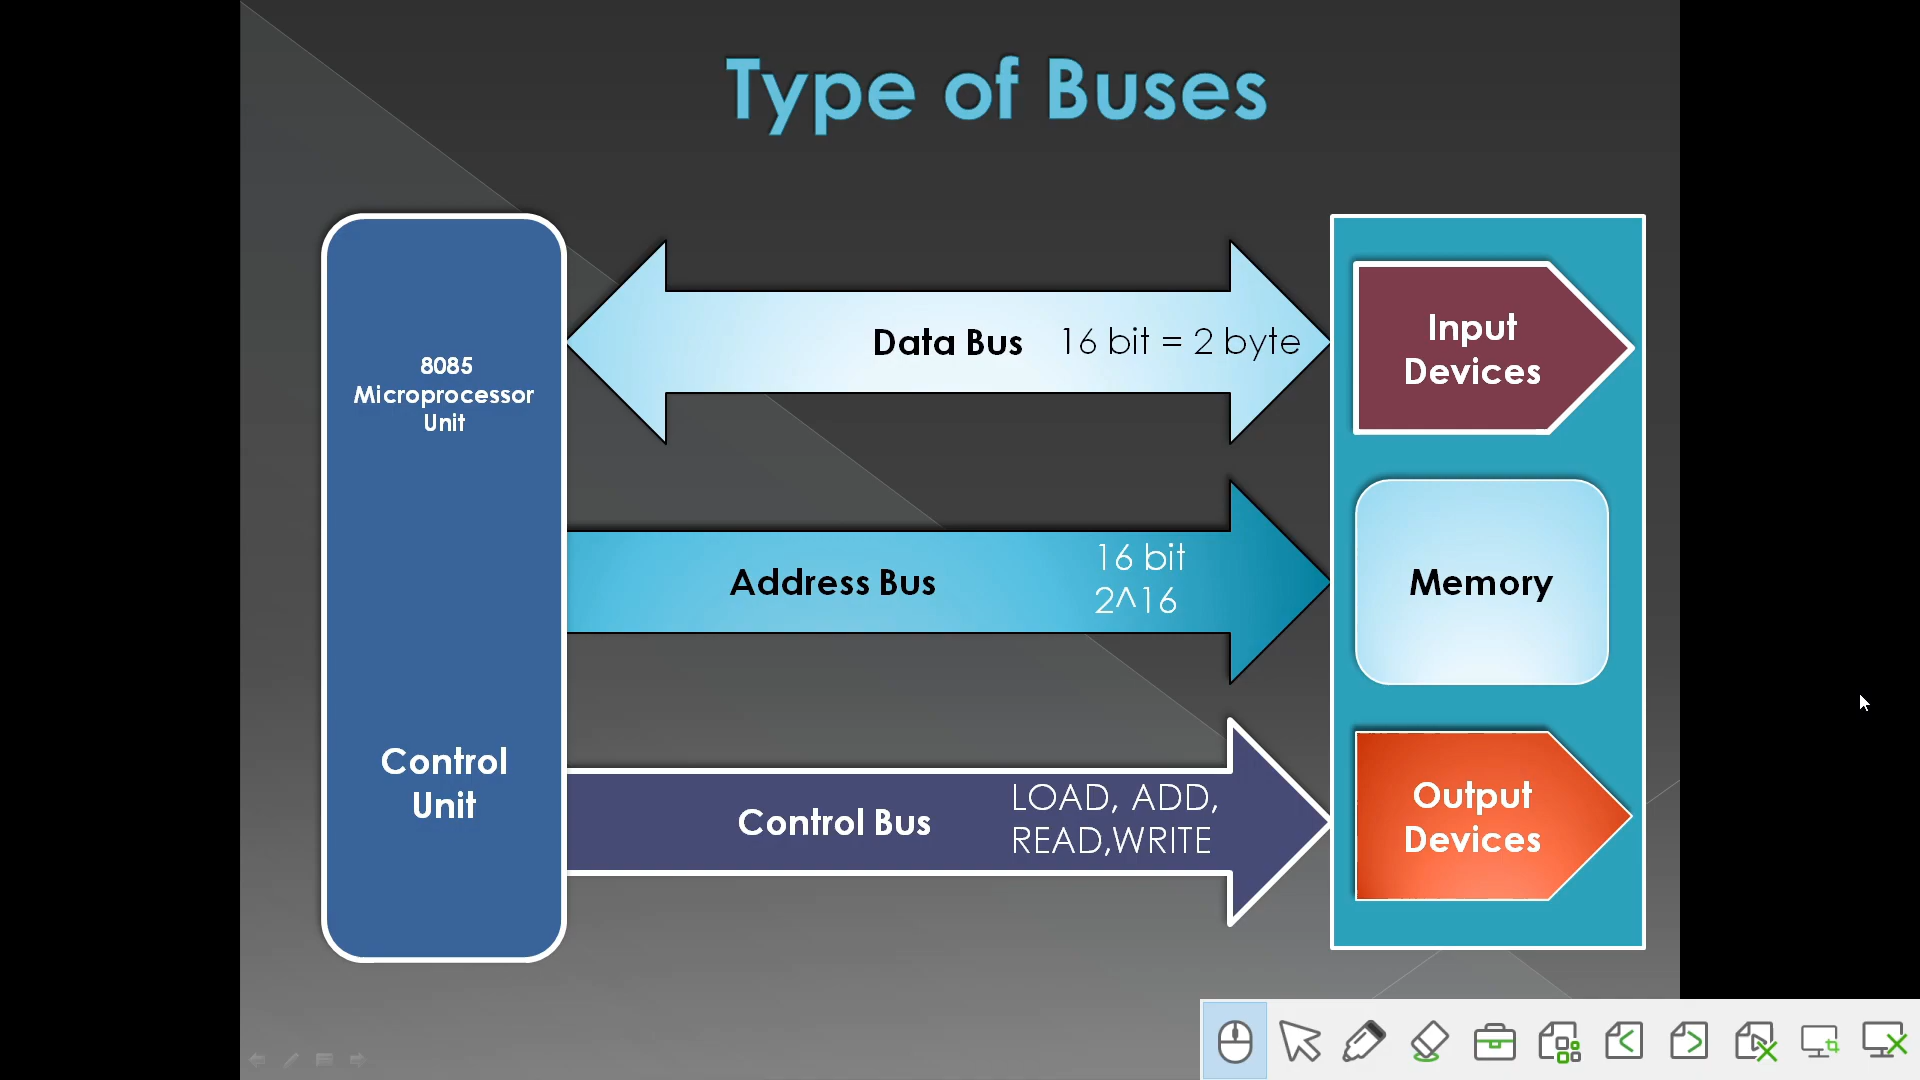 Type of Buses
8085
Microprocessor
Unit
Control
Unit
Data Bus 16 bit = 2 byte
Address Bus
16 bit
2^16
Control Bus
LOAD, ADD,
READ,WRITE
Input
Devices
Memory
Output
Devices